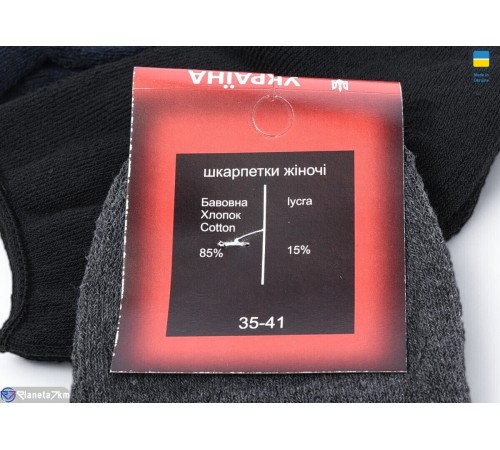 УКРАЇНА
Made in
Ukraine
шкарпетки жіночі
Бавовна
Хлопок
Cotton
85%
lycra
15%
35-41
Planeta7km